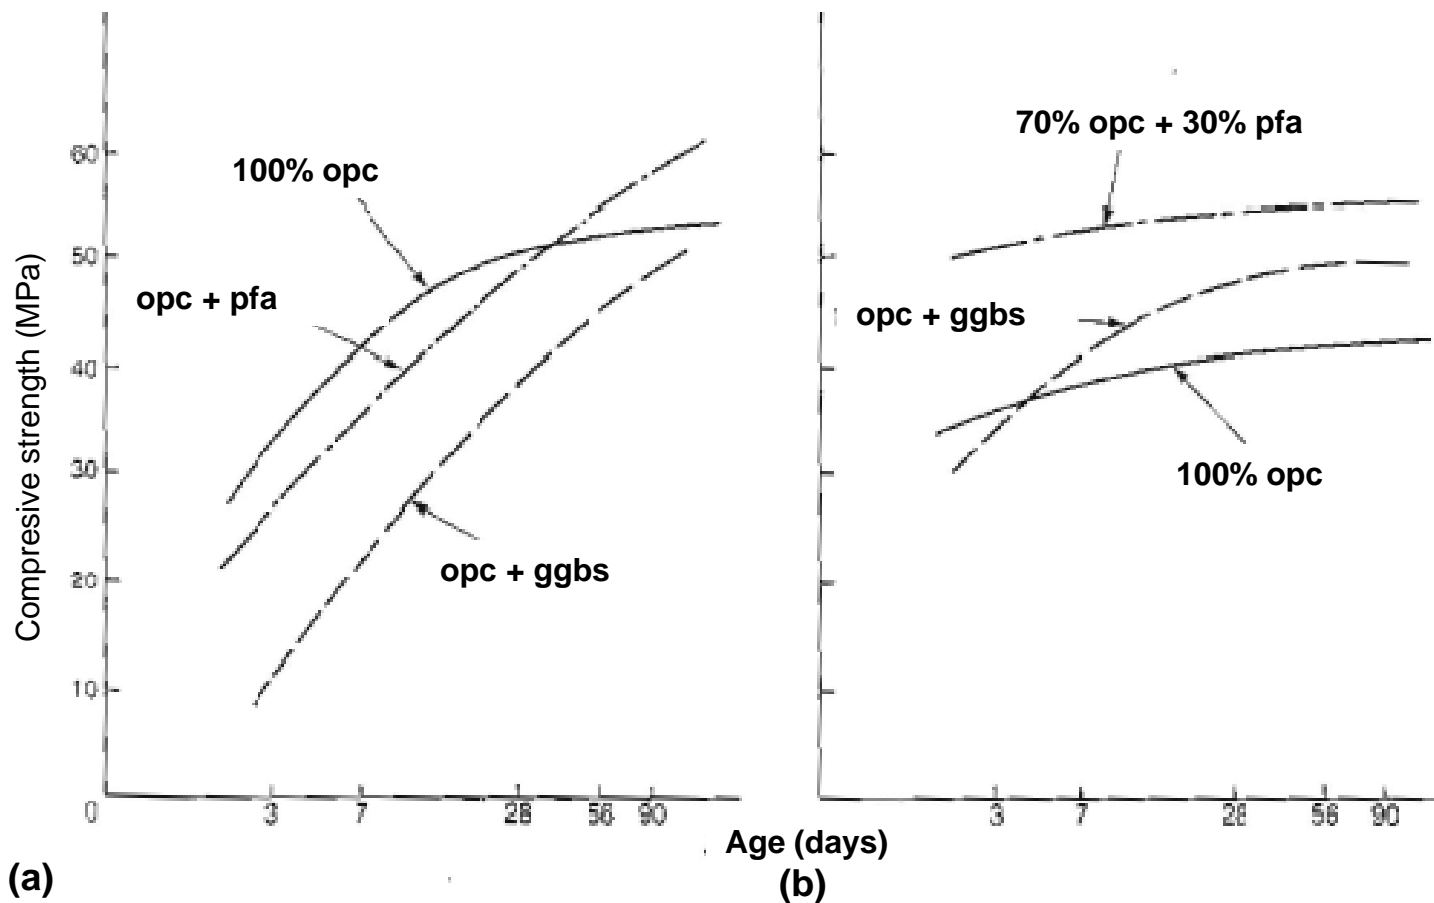 70% opc + 30% pfa
60
100% opc
50
opc + pfa
opc + ggbs
40
Compresive strength (MPa)
30
100% opc
opc + ggbs
20
10
0
3 7 28 56 90
3 7 28 56 90
Age (days)
(a)
(b)